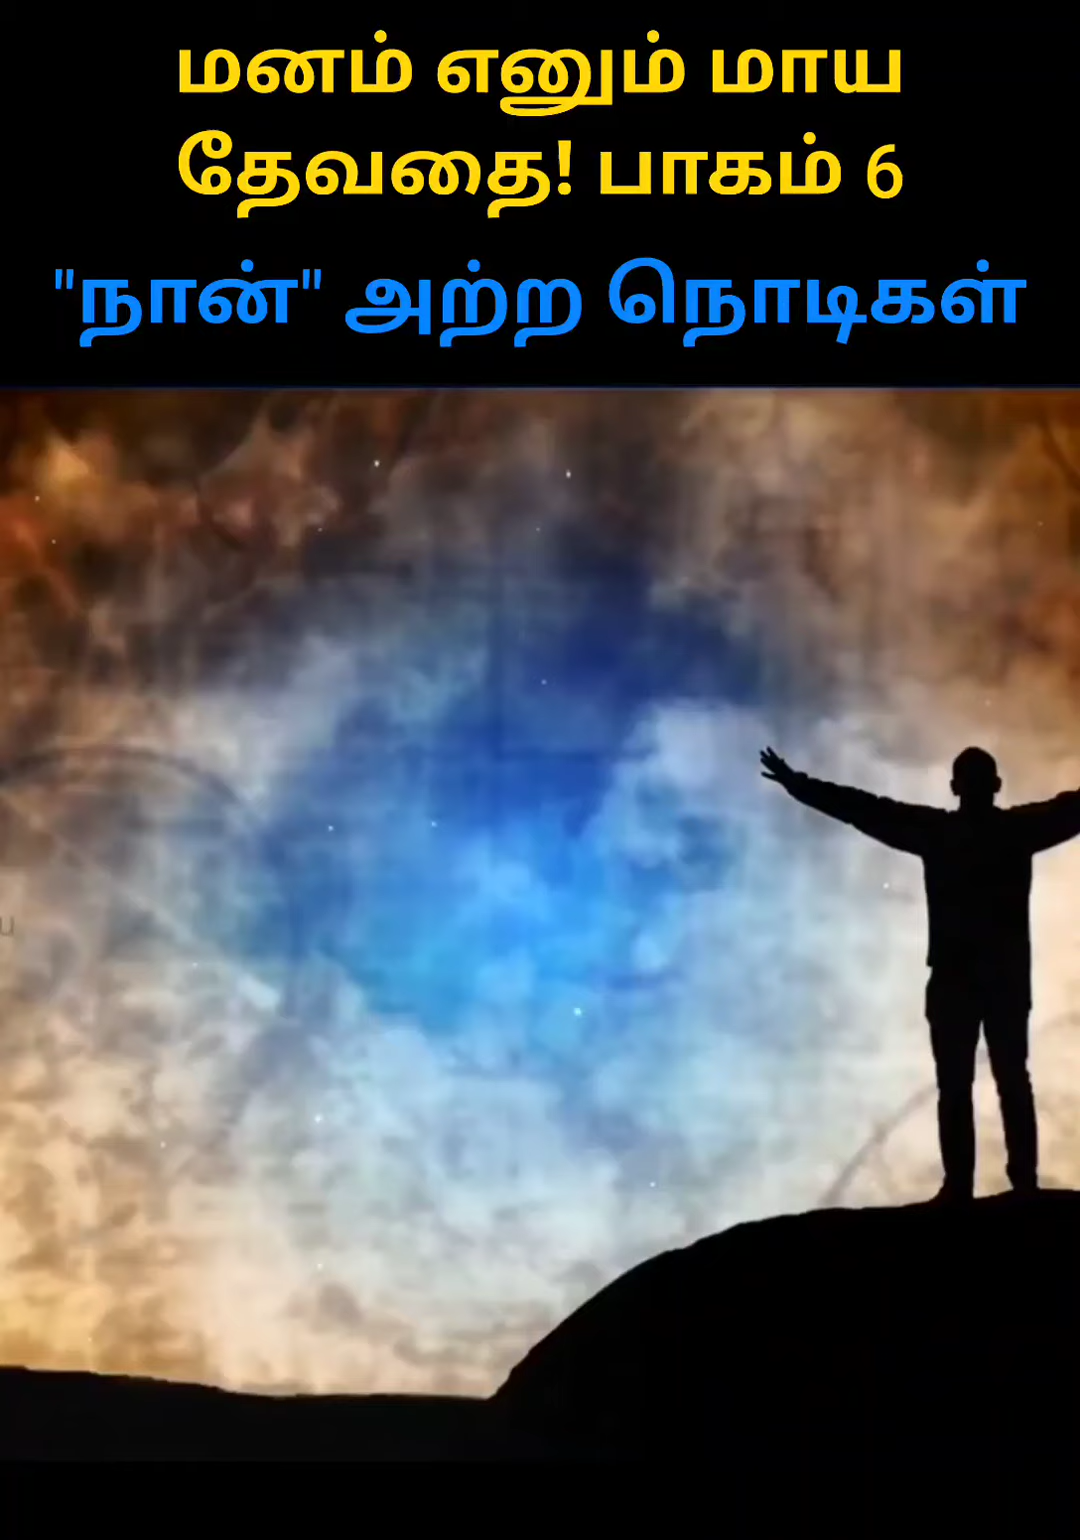 மனம் எனும் மாய
தேவதை! பாகம் 6
"நான்" அற்ற நொடிகள்